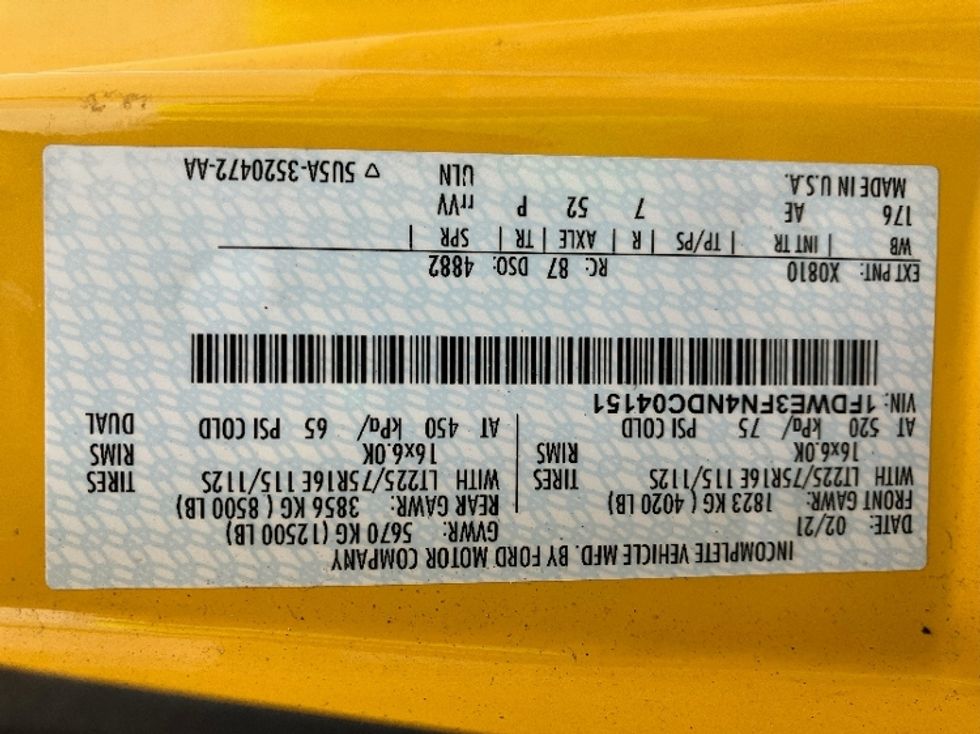 INCOMPLETE VEHICLE MFD. BY FORD MOTOR COMPANY
DATE: 02/21 GVWR: 5670 KG (12500 LB)
FRONT GAWR: 1823 KG (4020 LB) REAR GAWR: 3856 KG (8500 LB)
WITH LT225/75R16E 115/112S TIRES WITH LT225/75R16E 115/112S TIRES
16x6.0K RIMS 16x6.0K RIMS
AT 520 kPa/ 75 PSI COLD AT 450 kPa/ 65 PSI COLD DUAL
VIN: 1FDWE3FN4NDC04151
EXT PNT: X0810 RC: 87 DSO: 4882
WB | INT TR | TP/PS | R | AXLE | TR | SPR |
176 AE 7 52 P rrVV
MADE IN U.S.A. ULN ▽ 5U5A-3520472-AA